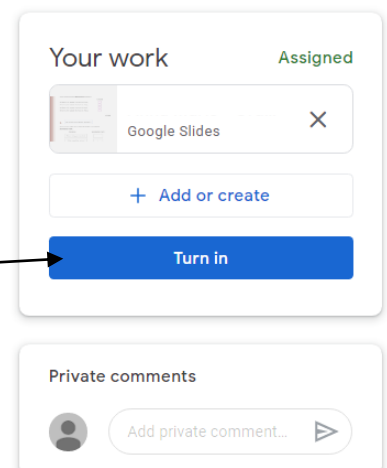 Your work
Assigned
Google Slides
+ Add or create
Turn in
Private comments
Add private comment...